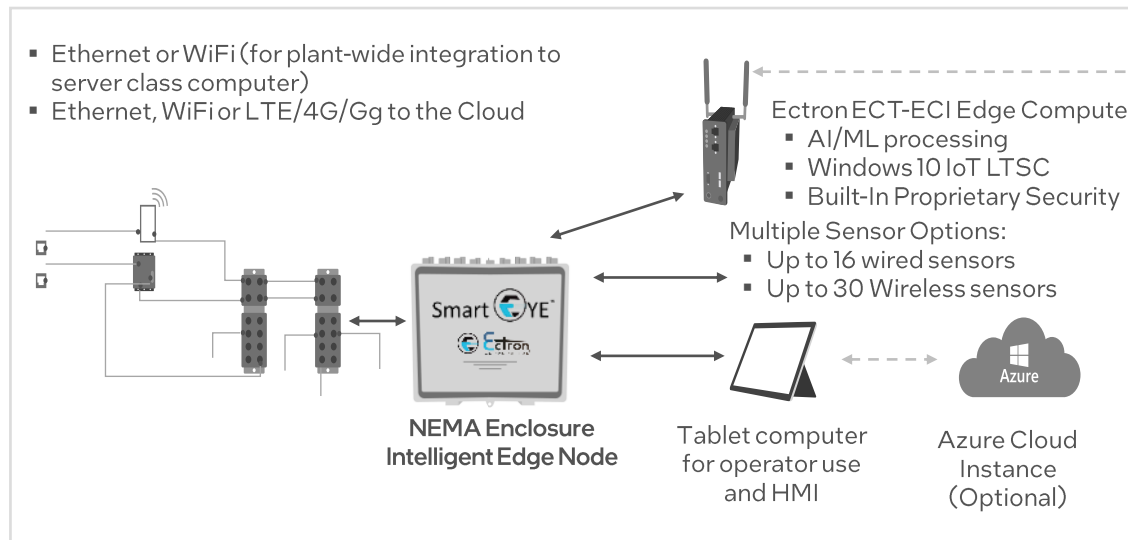 ▪ Ethernet or WiFi (for plant-wide integration to
server class computer)
▪ Ethernet, WiFi or LTE/4G/Gg to the Cloud
Ectron ECT-ECI Edge Compute
▪ AI/ML processing
▪ Windows 10 IoT LTSC
▪ Built-In Proprietary Security
Multiple Sensor Options:
▪ Up to 16 wired sensors
▪ Up to 30 Wireless sensors
Smart EYE™
Ectron
NEMA Enclosure
Intelligent Edge Node
Tablet computer
for operator use
and HMI
Azure
Azure Cloud
Instance
(Optional)